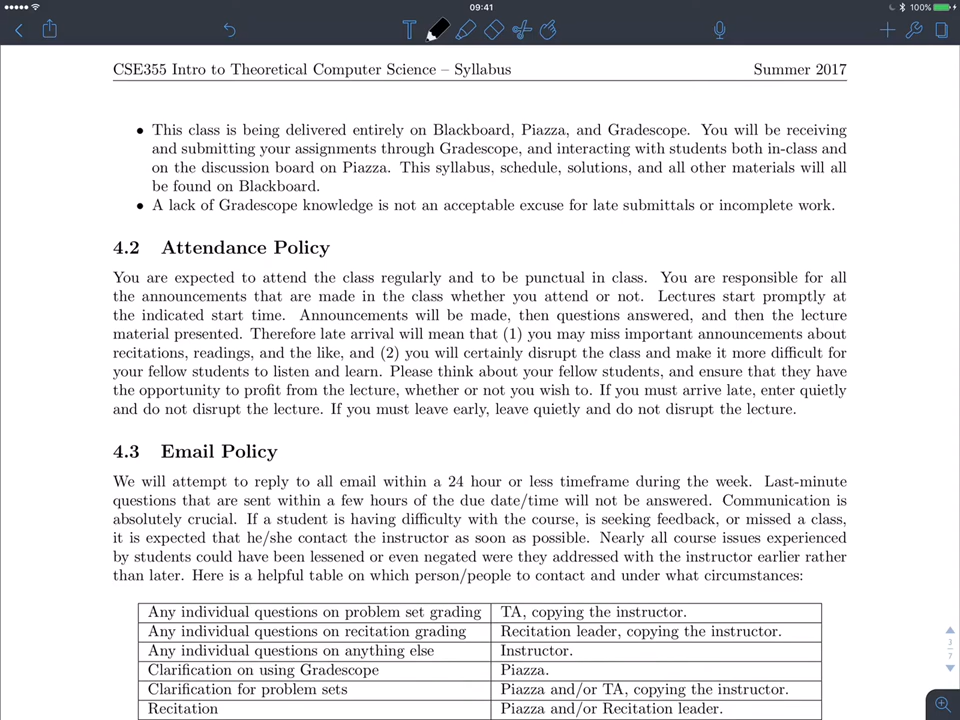 09:41
100%
CSE355 Intro to Theoretical Computer Science – Syllabus Summer 2017
• This class is being delivered entirely on Blackboard, Piazza, and Gradescope. You will be receiving
and submitting your assignments through Gradescope, and interacting with students both in-class and
on the discussion board on Piazza. This syllabus, schedule, solutions, and all other materials will all
be found on Blackboard.
• A lack of Gradescope knowledge is not an acceptable excuse for late submittals or incomplete work.
4.2 Attendance Policy
You are expected to attend the class regularly and to be punctual in class. You are responsible for all
the announcements that are made in the class whether you attend or not. Lectures start promptly at
the indicated start time. Announcements will be made, then questions answered, and then the lecture
material presented. Therefore late arrival will mean that (1) you may miss important announcements about
recitations, readings, and the like, and (2) you will certainly disrupt the class and make it more difficult for
your fellow students to listen and learn. Please think about your fellow students, and ensure that they have
the opportunity to profit from the lecture, whether or not you wish to. If you must arrive late, enter quietly
and do not disrupt the lecture. If you must leave early, leave quietly and do not disrupt the lecture.
4.3 Email Policy
We will attempt to reply to all email within a 24 hour or less timeframe during the week. Last-minute
questions that are sent within a few hours of the due date/time will not be answered. Communication is
absolutely crucial. If a student is having difficulty with the course, is seeking feedback, or missed a class,
it is expected that he/she contact the instructor as soon as possible. Nearly all course issues experienced
by students could have been lessened or even negated were they addressed with the instructor earlier rather
than later. Here is a helpful table on which person/people to contact and under what circumstances:
Any individual questions on problem set grading TA, copying the instructor.
Any individual questions on recitation grading Recitation leader, copying the instructor.
Any individual questions on anything else Instructor.
Clarification on using Gradescope Piazza.
Clarification for problem sets Piazza and/or TA, copying the instructor.
Recitation Piazza and/or Recitation leader.
3
7